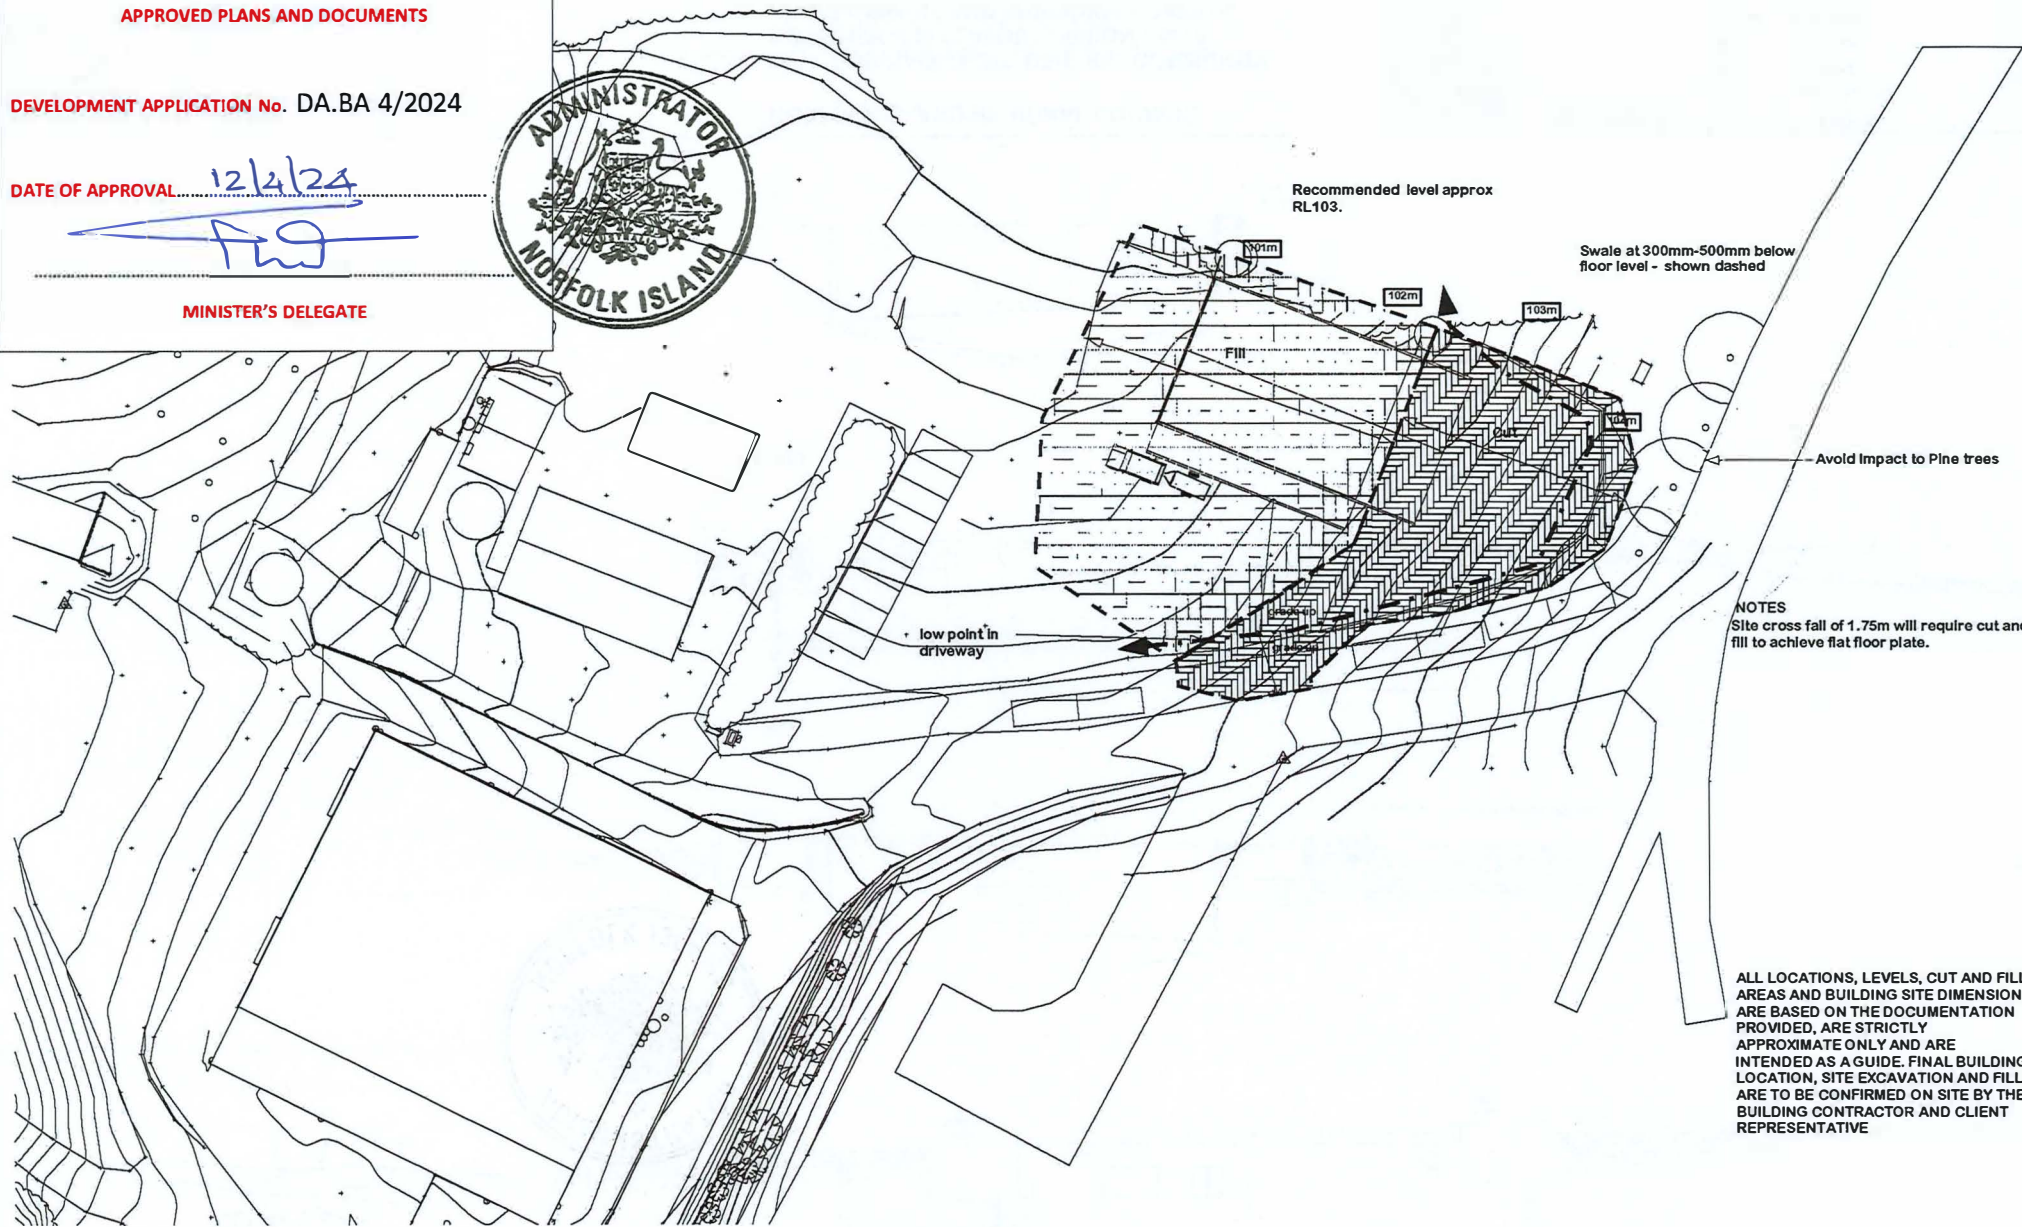 APPROVED PLANS AND DOCUMENTS
DEVELOPMENT APPLICATION No. DA.BA 4/2024
DATE OF APPROVAL 12/4/24
MINISTER'S DELEGATE
ADMINISTRATOR
NORFOLK ISLAND
Recommended level approx
RL103.
Swale at 300mm-500mm below
floor level - shown dashed
101m
102m
103m
104m
Fill
Cut
Avoid Impact to Pine trees
grade up
grade up
low point in
driveway
NOTES
Site cross fall of 1.75m will require cut and
fill to achieve flat floor plate.
ALL LOCATIONS, LEVELS, CUT AND FILL
AREAS AND BUILDING SITE DIMENSION
ARE BASED ON THE DOCUMENTATION
PROVIDED, ARE STRICTLY
APPROXIMATE ONLY AND ARE
INTENDED AS A GUIDE. FINAL BUILDING
LOCATION, SITE EXCAVATION AND FILL
ARE TO BE CONFIRMED ON SITE BY THE
BUILDING CONTRACTOR AND CLIENT
REPRESENTATIVE